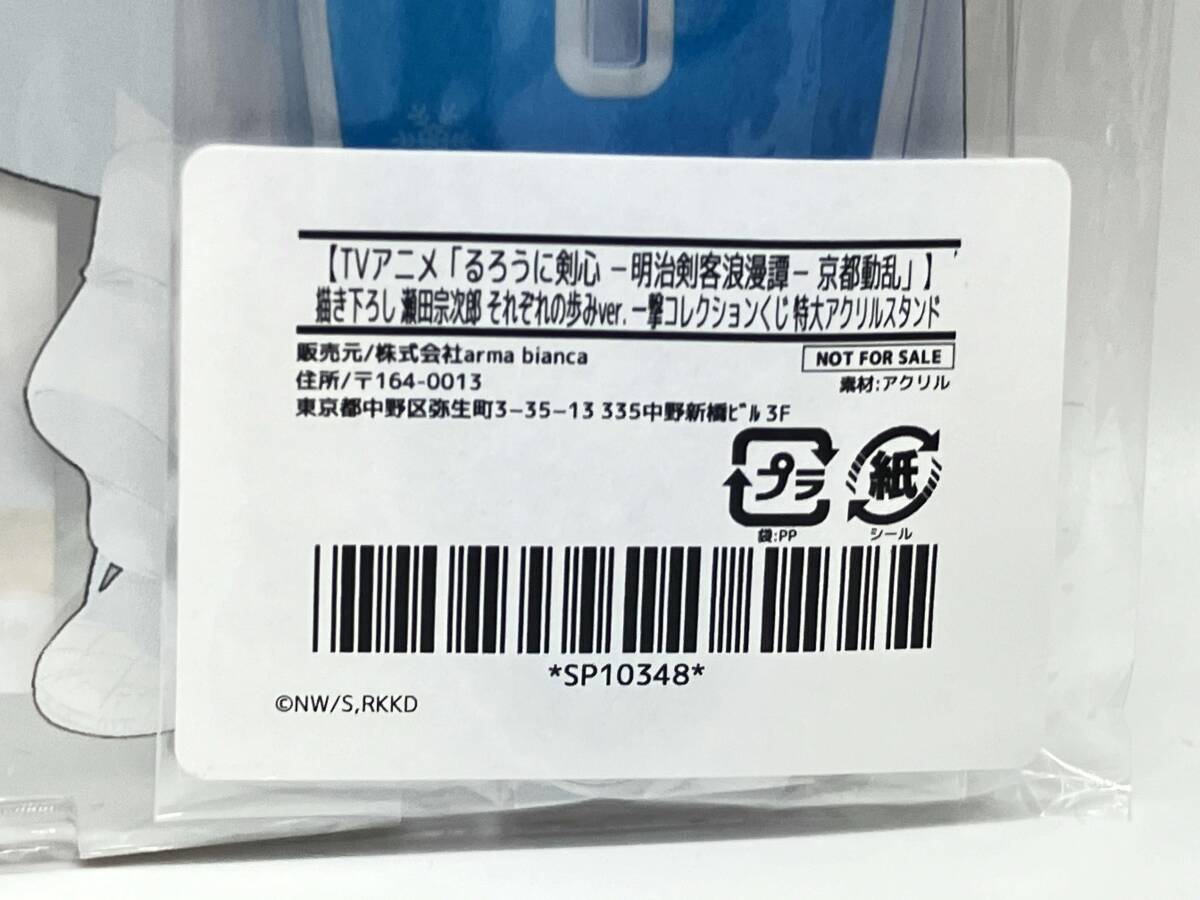 【TVアニメ「るろうに剣心 −明治剣客浪漫譚− 京都動乱」】
描き下ろし 瀬田宗次郎 それぞれの歩みver. 一撃コレクションくじ 特大アクリルスタンド
販売元/株式会社arma bianca
NOT FOR SALE
住所/〒164-0013
素材:アクリル
東京都中野区弥生町3−35−13 335中野新橋ビル 3F
プラ
紙
袋:PP
シール
*SP10348*
©NW/S,RKKD